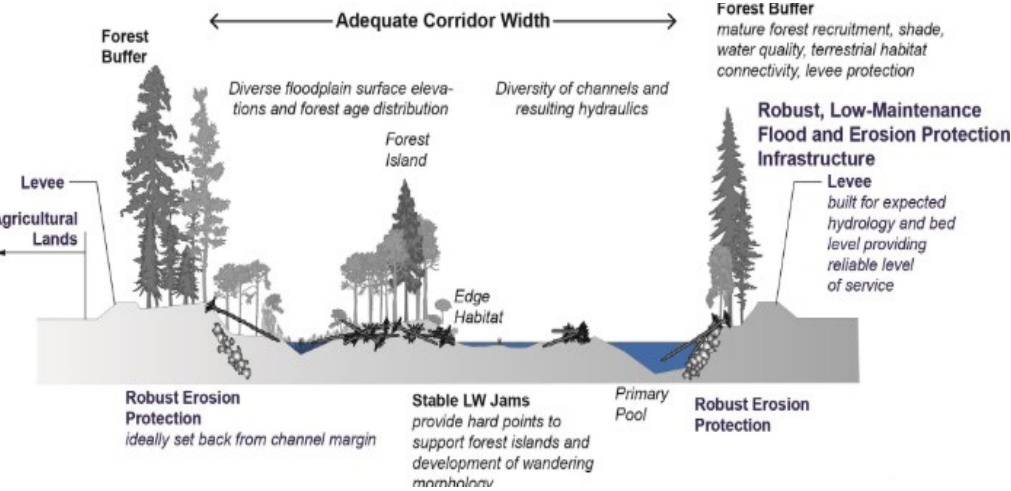 Adequate Corridor Width
Forest
Buffer
Forest Buffer
mature forest recruitment, shade,
water quality, terrestrial habitat
connectivity, levee protection
Diverse floodplain surface eleva-
tions and forest age distribution
Diversity of channels and
resulting hydraulics
Forest
Island
Robust, Low-Maintenance
Flood and Erosion Protection
Infrastructure
Levee
Levee
built for expected
hydrology and bed
level providing
reliable level
of service
Agricultural
Lands
Edge
Habitat
Robust Erosion
Protection
ideally set back from channel margin
Stable LW Jams
provide hard points to
support forest islands and
development of wandering
morphology
Primary
Pool
Robust Erosion
Protection